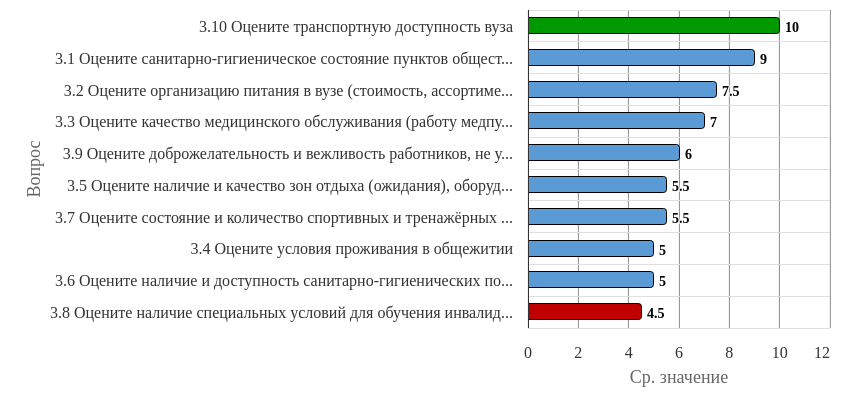 3.10 Оцените транспортную доступность вуза
10
3.1 Оцените санитарно-гигиеническое состояние пунктов общест...
9
3.2 Оцените организацию питания в вузе (стоимость, ассортиме...
7.5
3.3 Оцените качество медицинского обслуживания (работу медпу...
7
3.9 Оцените доброжелательность и вежливость работников, не у...
6
3.5 Оцените наличие и качество зон отдыха (ожидания), оборуд...
5.5
3.7 Оцените состояние и количество спортивных и тренажёрных ...
5.5
3.4 Оцените условия проживания в общежитии
5
3.6 Оцените наличие и доступность санитарно-гигиенических по...
5
3.8 Оцените наличие специальных условий для обучения инвалид...
4.5
Вопрос
0 2 4 6 8 10 12
Ср. значение